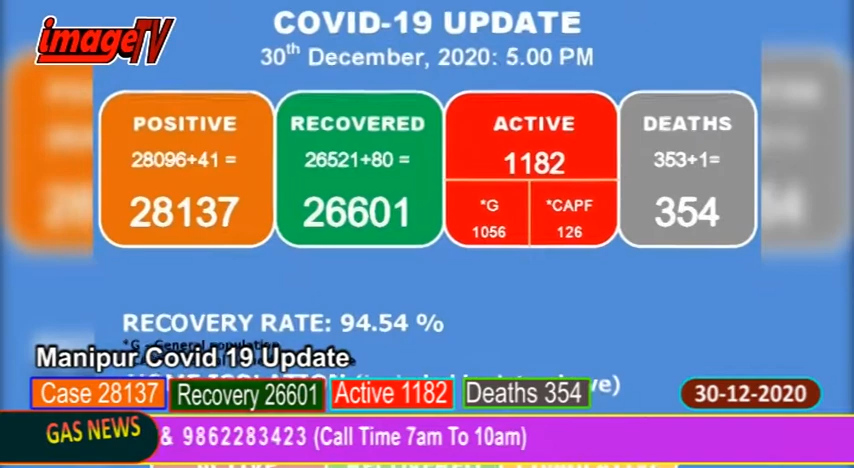 imageTV
COVID-19 UPDATE
30th December, 2020: 5.00 PM
POSITIVE
28096+41 =
28137
RECOVERED
26521+80 =
26601
ACTIVE
1182
*G
1056
*CAPF
126
DEATHS
353+1=
354
RECOVERY RATE: 94.54 %
*G - General population
Manipur Covid 19 Update
Case 28137
Recovery 26601
Active 1182
Deaths 354
30-12-2020
GAS NEWS
& 9862283423 (Call Time 7am To 10am)